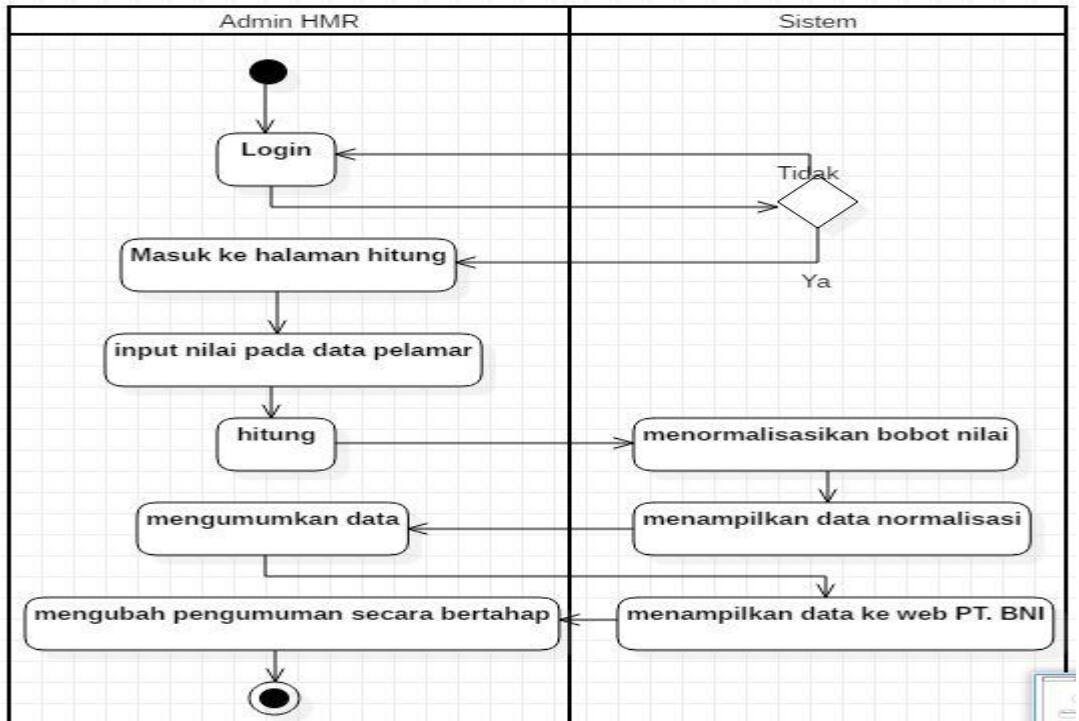 Admin HMR
Sistem
Login
Tidak
Masuk ke halaman hitung
Ya
input nilai pada data pelamar
hitung
menormalisasikan bobot nilai
mengumumkan data
menampilkan data normalisasi
mengubah pengumuman secara bertahap
menampilkan data ke web PT. BNI